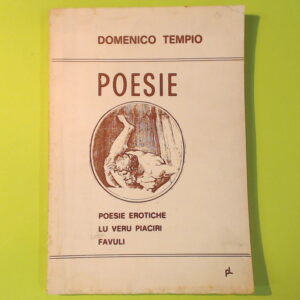 DOMENICO TEMPIO
POESIE
POESIE EROTICHE
LU VERU PIACIRI
FAVULI